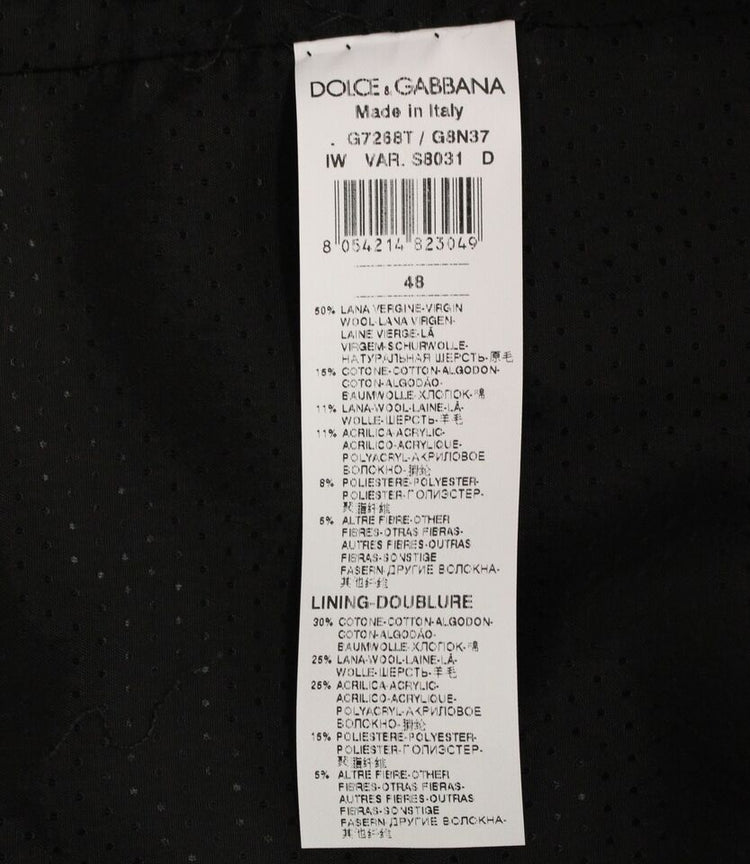 DOLCE & GABBANA
Made in Italy
. G7268T / G8N37
IW VAR. S8031 D
8 054214 823049
48
50% LANA VERGINE-VIRGIN
WOOL-LANA VIRGEN-
LAINE VIERGE-LÃ
VIRGEM-SCHURWOLLE-
НАТУРАЛЬНАЯ ШЕРСТЬ-原毛
15% COTONE-COTTON-ALGODON-
COTON-ALGODÃO-
BAUMWOLLE-ХЛОПОК-棉
11% LANA-WOOL-LAINE-LÃ-
WOLLE-ШЕРСТЬ-羊毛
11% ACRILICA-ACRYLIC-
ACRILICO-ACRYLIQUE-
POLYACRYL-АКРИЛОВОЕ
ВОЛОКНО-
8% POLIESTERE-POLYESTER-
POLIESTER-ПОЛИЭСТЕР-
聚脂纤维
5% ALTRE FIBRE-OTHER
FIBRES-OTRAS FIBRAS-
AUTRES FIBRES-OUTRAS
FIBRAS-SONSTIGE
FASERN-ДРУГИЕ ВОЛОКНА-
其他纤维
LINING-DOUBLURE
30% COTONE-COTTON-ALGODON-
COTON-ALGODÃO-
BAUMWOLLE-ХЛОПОК-棉
25% LANA-WOOL-LAINE-LÃ-
WOLLE-ШЕРСТЬ-羊毛
25% ACRILICA-ACRYLIC-
ACRILICO-ACRYLIQUE-
POLYACRYL-АКРИЛОВОЕ
ВОЛОКНО-
15% POLIESTERE-POLYESTER-
POLIESTER-ПОЛИЭСТЕР-
聚脂纤维
5% ALTRE FIBRE-OTHER
FIBRES-OTRAS FIBRAS-
AUTRES FIBRES-OUTRAS
FIBRAS-SONSTIGE
FASERN-ДРУГИЕ ВОЛОКНА-
其他纤维